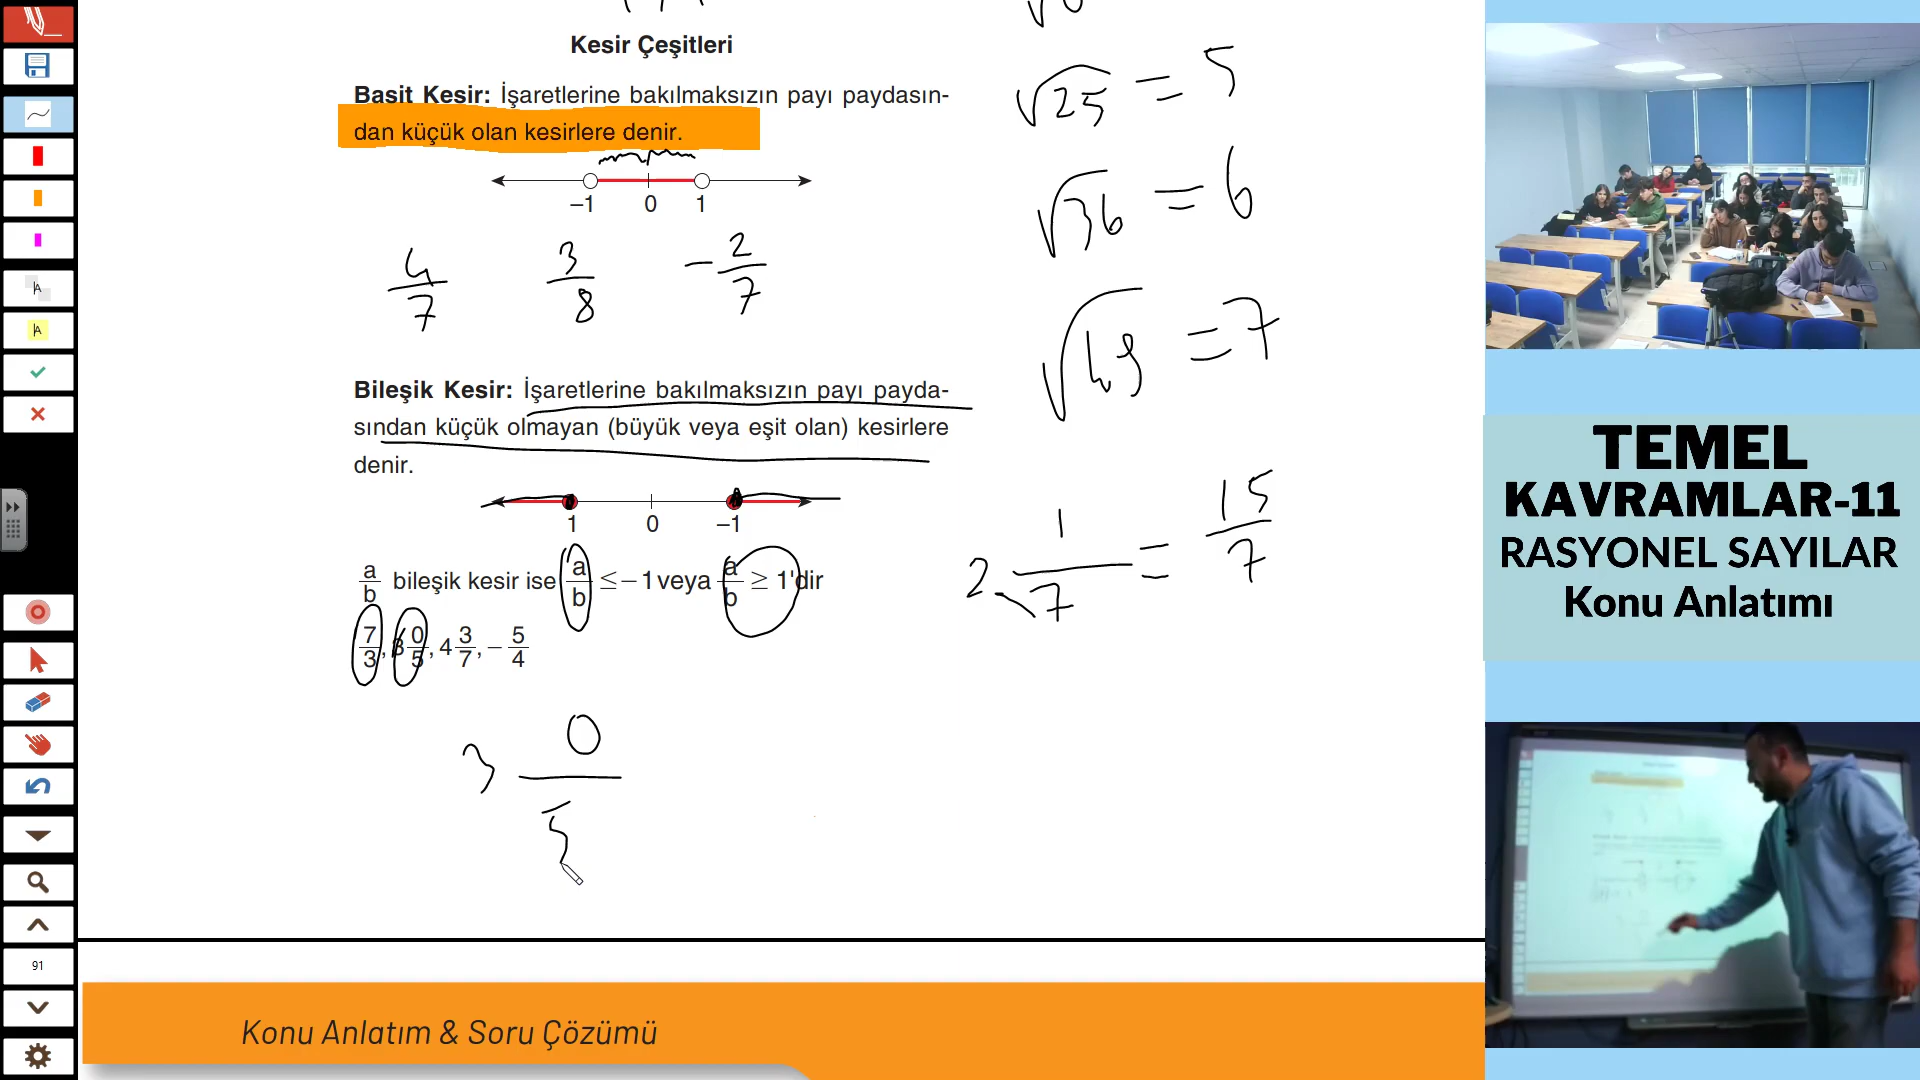 Kesir Çeşitleri
Basit Kesir: İşaretlerine bakılmaksızın payı paydasın-
dan küçük olan kesirlere denir.
–1 0 1
4/7 3/8 -2/7
Bileşik Kesir: İşaretlerine bakılmaksızın payı payda-
sından küçük olmayan (büyük veya eşit olan) kesirlere
denir.
1 0 –1
a/b bileşik kesir ise a/b ≤ –1 veya a/b ≥ 1'dir
7/3, 3 0/5, 4 3/7, – 5/4
3 0/5
√25 = 5
√36 = 6
√49 = 7
2 1/7 = 15/7
91
Konu Anlatım & Soru Çözümü
TEMEL
KAVRAMLAR-11
RASYONEL SAYILAR
Konu Anlatımı